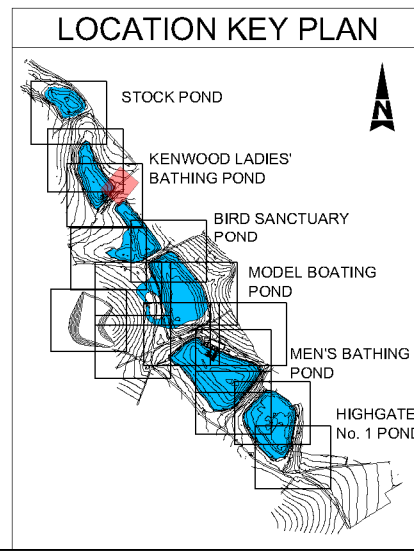 LOCATION KEY PLAN
N
STOCK POND
KENWOOD LADIES'
BATHING POND
BIRD SANCTUARY
POND
MODEL BOATING
POND
MEN'S BATHING
POND
HIGHGATE
No. 1 POND